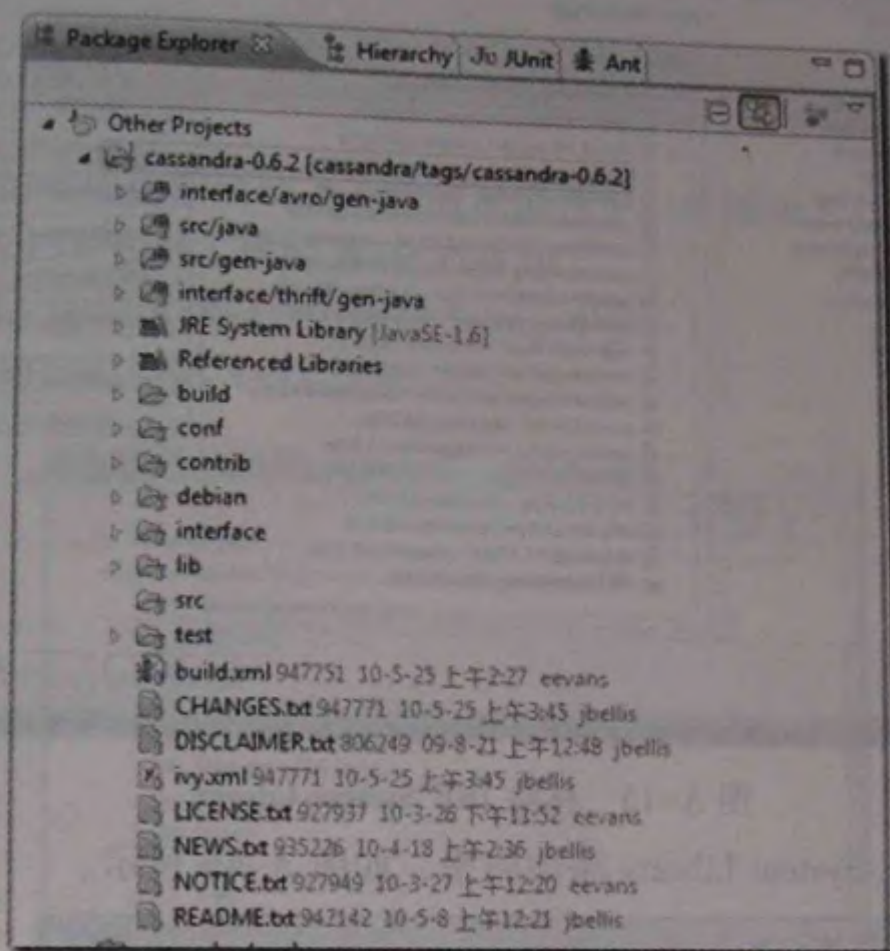 Package Explorer Hierarchy Ju JUnit Ant
Other Projects
cassandra-0.6.2 [cassandra/tags/cassandra-0.6.2]
interface/avro/gen-java
src/java
src/gen-java
interface/thrift/gen-java
JRE System Library [JavaSE-1.6]
Referenced Libraries
build
conf
contrib
debian
interface
lib
src
test
build.xml 947751 10-5-25 上午2:27 eevans
CHANGES.txt 947771 10-5-25 上午3:45 jbellis
DISCLAIMER.txt 806249 09-8-21 上午12:48 jbellis
ivy.xml 947771 10-5-25 上午3:45 jbellis
LICENSE.txt 927937 10-3-26 下午11:52 eevans
NEWS.txt 935226 10-4-18 上午2:36 jbellis
NOTICE.txt 927949 10-3-27 上午12:20 eevans
README.txt 942142 10-5-8 上午12:21 jbellis